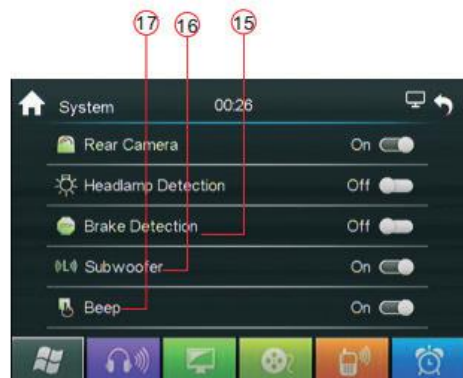 17 16 15
System 00:26
Rear Camera On
Headlamp Detection Off
Brake Detection Off
Subwoofer On
Beep On